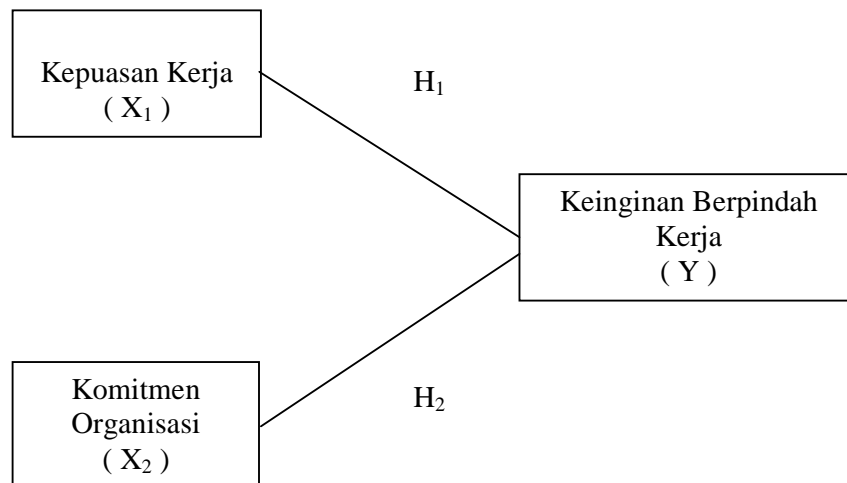 Kepuasan Kerja
( X₁ )
H₁
Keinginan Berpindah
Kerja
( Y )
Komitmen
Organisasi
( X₂ )
H₂